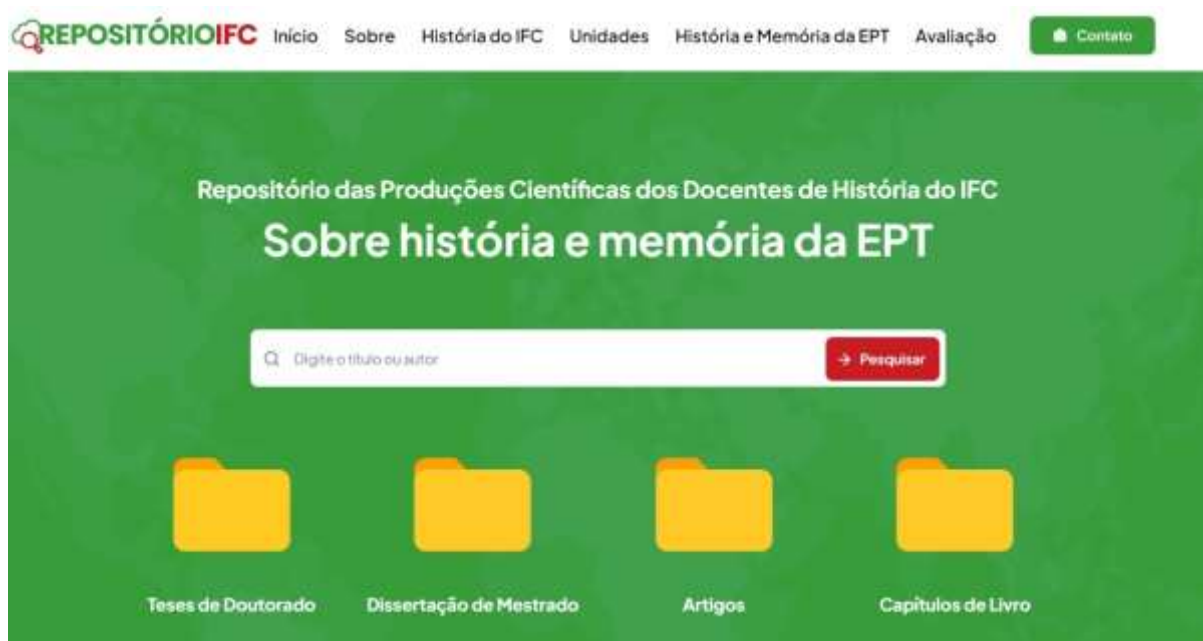 REPOSITÓRIOIFC Início Sobre História do IFC Unidades História e Memória da EPT Avaliação Contato
Repositório das Produções Científicas dos Docentes de História do IFC
Sobre história e memória da EPT
Digite o título ou autor → Pesquisar
Teses de Doutorado Dissertação de Mestrado Artigos Capítulos de Livro